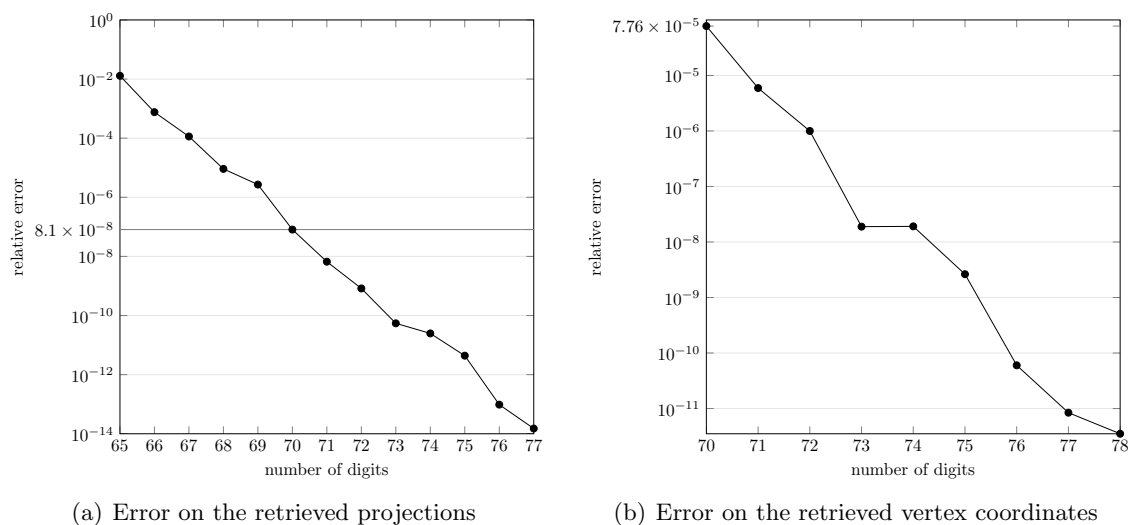 10⁰
10⁻²
10⁻⁴
10⁻⁶
8.1 × 10⁻⁸
10⁻⁸
10⁻¹⁰
10⁻¹²
10⁻¹⁴
relative error
65 66 67 68 69 70 71 72 73 74 75 76 77
number of digits
(a) Error on the retrieved projections
7.76 × 10⁻⁵
10⁻⁵
10⁻⁶
10⁻⁷
10⁻⁸
10⁻⁹
10⁻¹⁰
10⁻¹¹
relative error
70 71 72 73 74 75 76 77 78
number of digits
(b) Error on the retrieved vertex coordinates